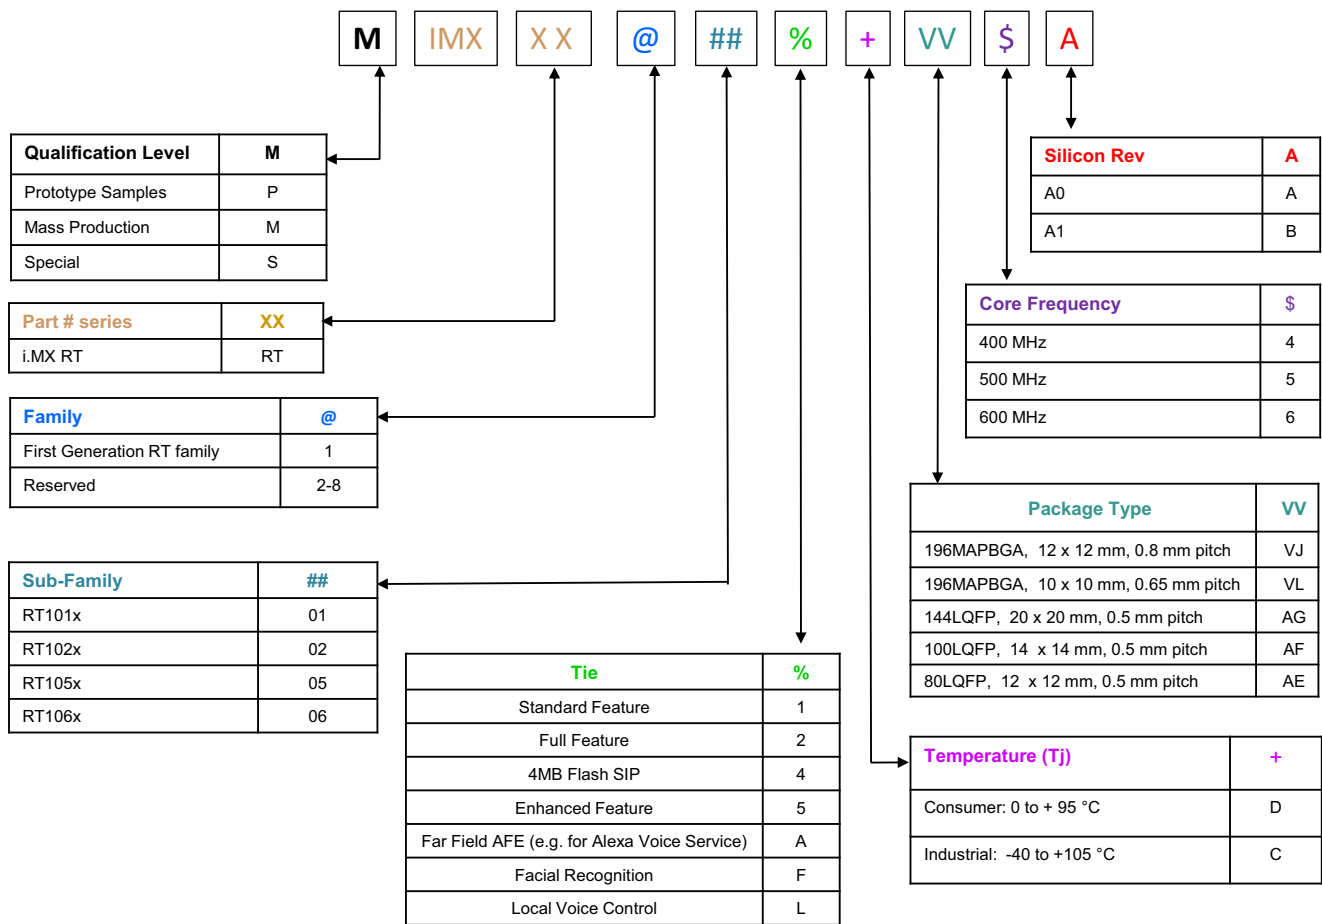 M IMX X X @ ## % + VV $ A
Qualification Level M
Prototype Samples P
Mass Production M
Special S
Part # series XX
i.MX RT RT
Family @
First Generation RT family 1
Reserved 2-8
Sub-Family ##
RT101x 01
RT102x 02
RT105x 05
RT106x 06
Tie %
Standard Feature 1
Full Feature 2
4MB Flash SIP 4
Enhanced Feature 5
Far Field AFE (e.g. for Alexa Voice Service) A
Facial Recognition F
Local Voice Control L
Silicon Rev A
A0 A
A1 B
Core Frequency $
400 MHz 4
500 MHz 5
600 MHz 6
Package Type VV
196MAPBGA, 12 x 12 mm, 0.8 mm pitch VJ
196MAPBGA, 10 x 10 mm, 0.65 mm pitch VL
144LQFP, 20 x 20 mm, 0.5 mm pitch AG
100LQFP, 14 x 14 mm, 0.5 mm pitch AF
80LQFP, 12 x 12 mm, 0.5 mm pitch AE
Temperature (Tj) +
Consumer: 0 to + 95 °C D
Industrial: -40 to +105 °C C